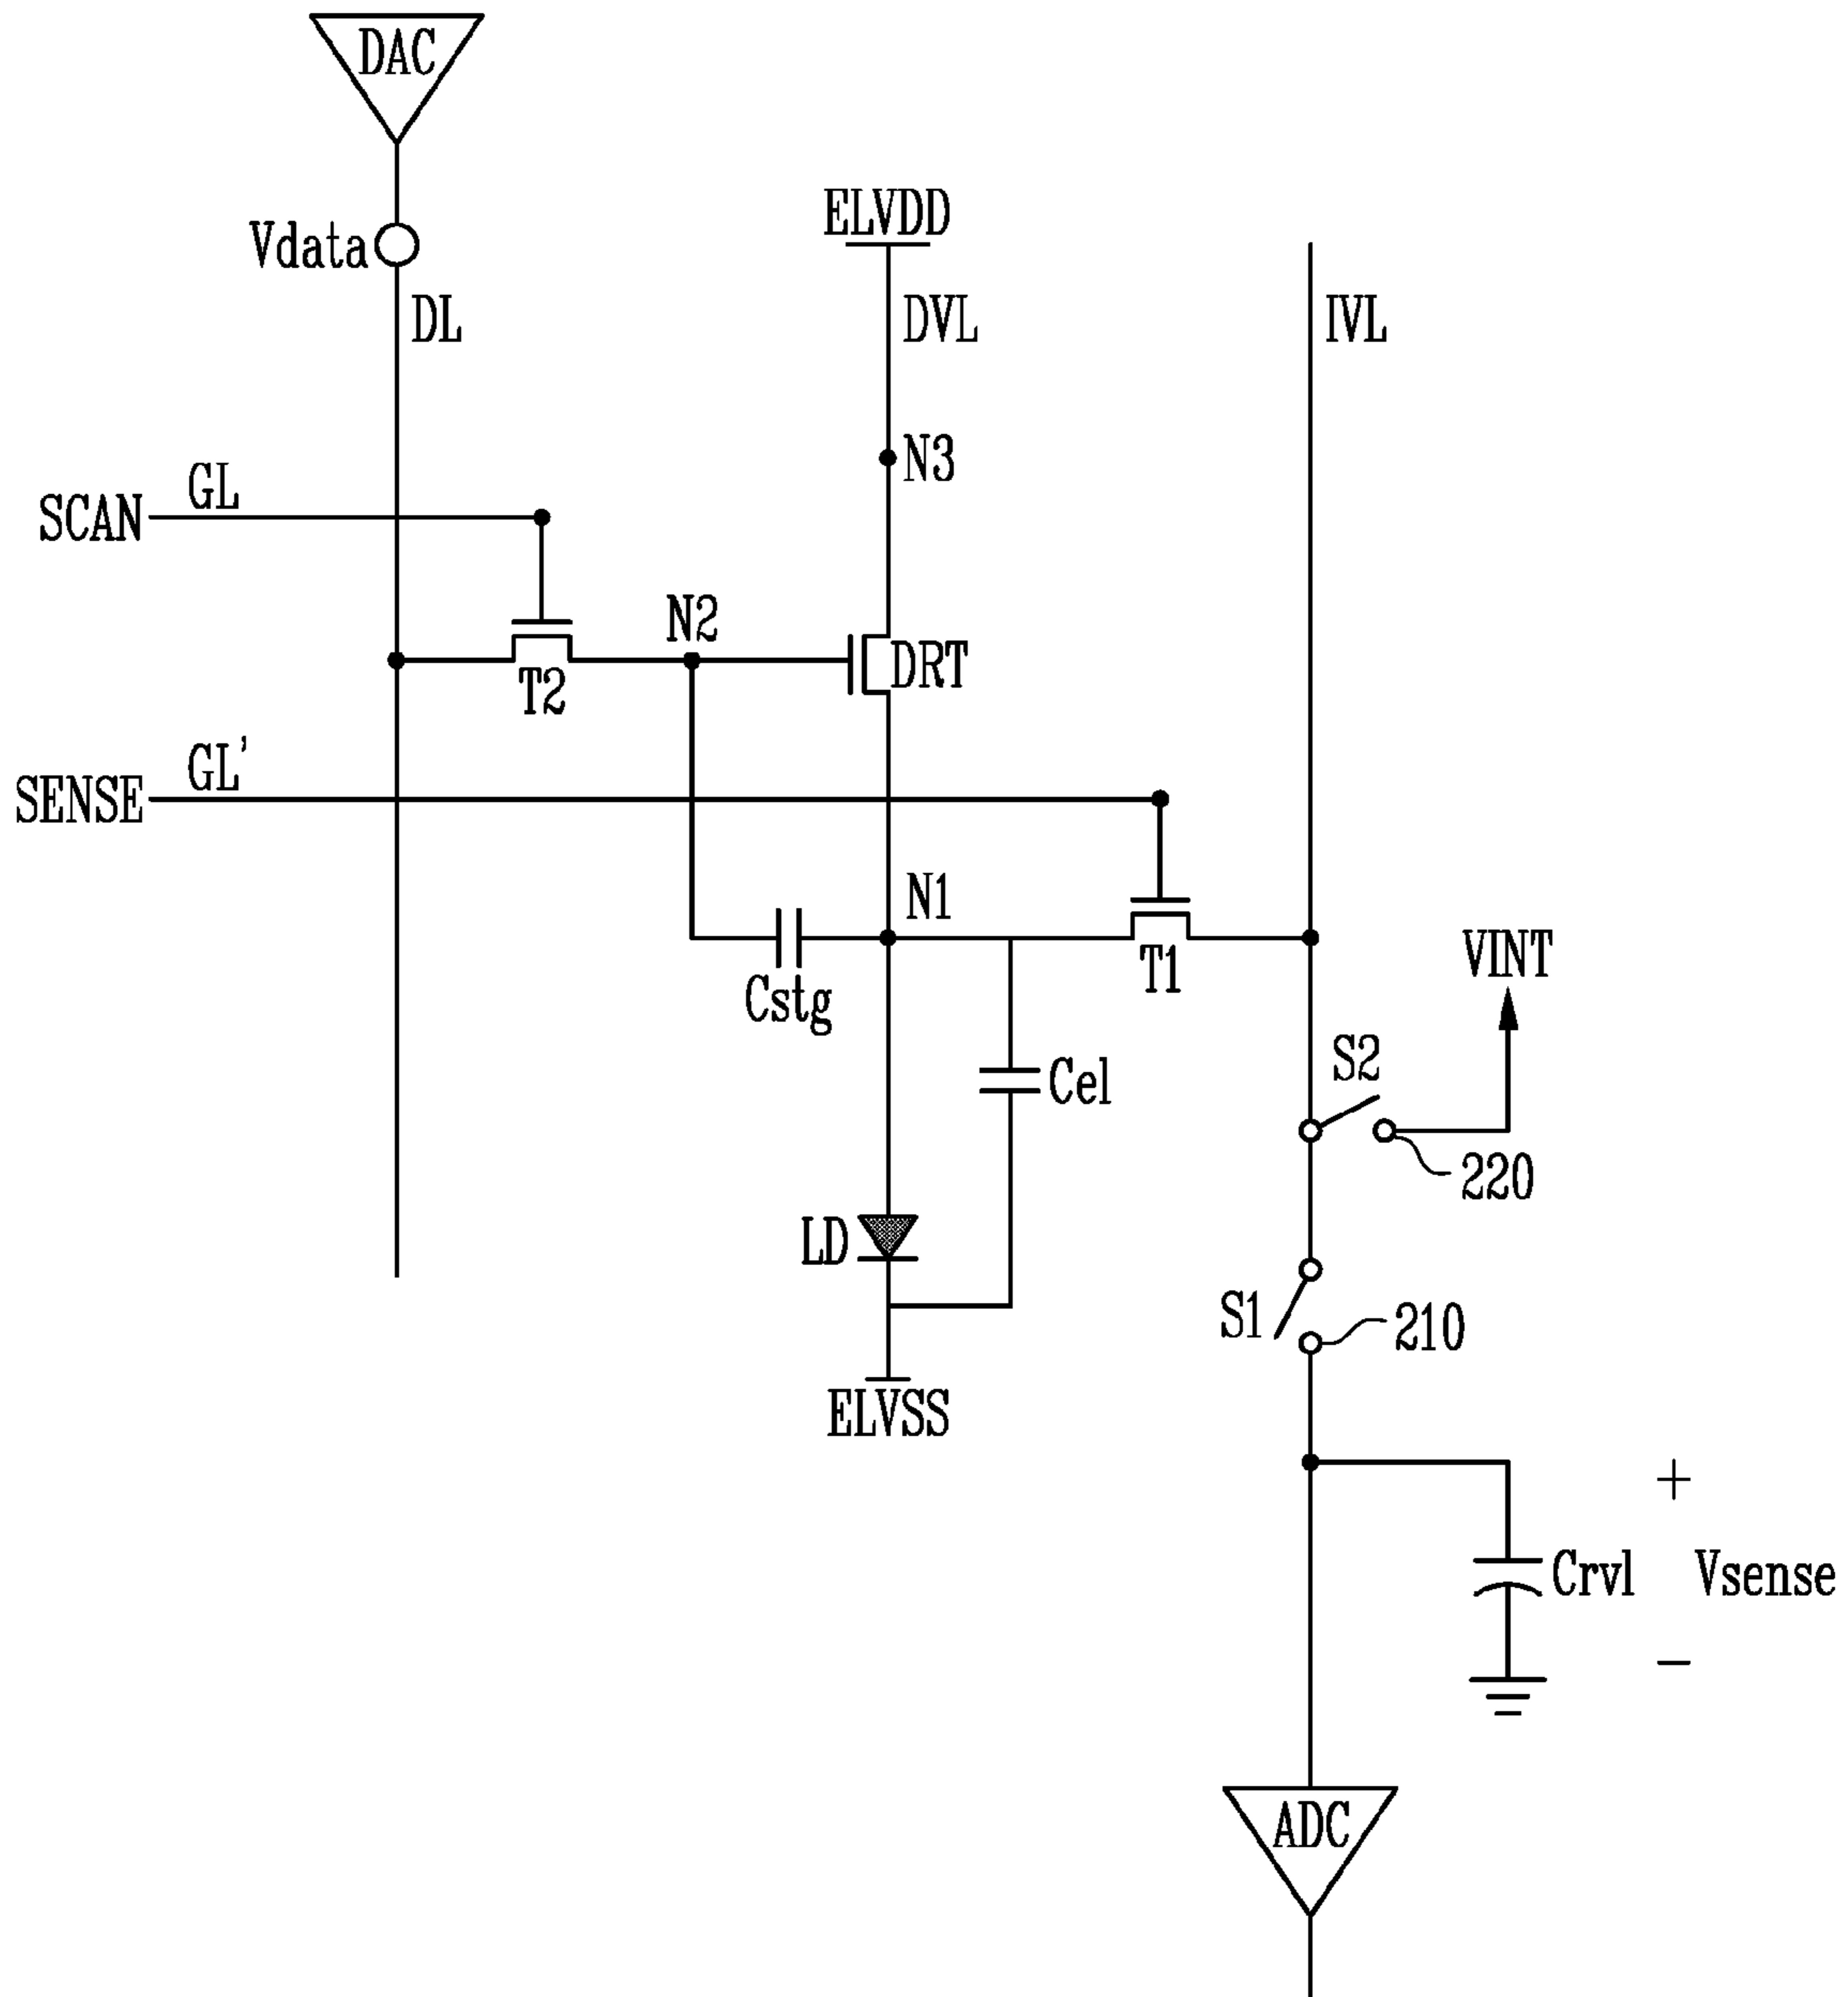 DAC
Vdata
ELVDD
DL
DVL
IVL
N3
GL
SCAN
N2
DRT
T2
GL'
SENSE
N1
T1
VINT
Cstg
S2
Cel
220
LD
S1
210
ELVSS
+
Crvl
Vsense
−
ADC